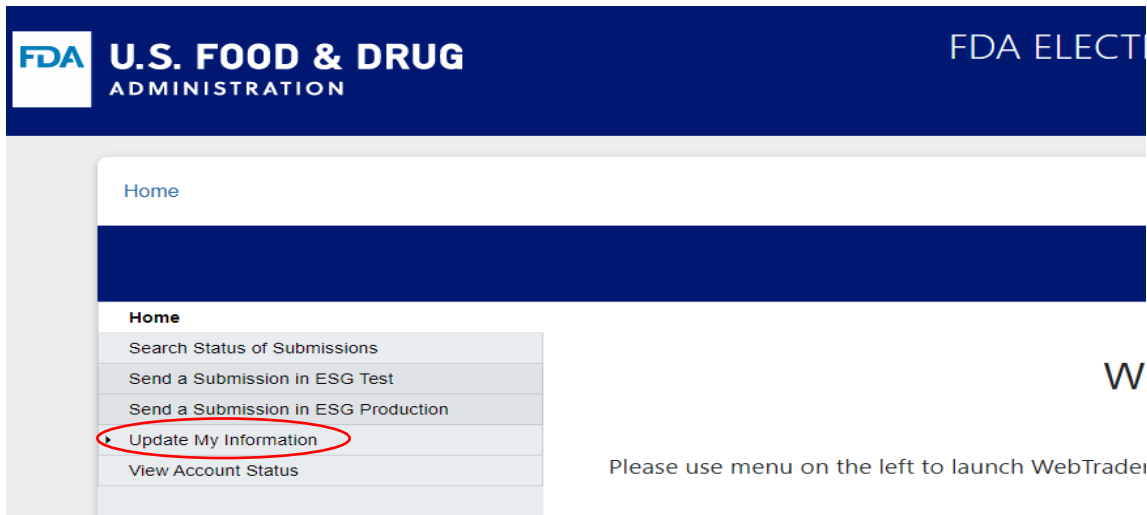 FDA U.S. FOOD & DRUG
ADMINISTRATION
FDA ELECT
Home
Home
Search Status of Submissions
Send a Submission in ESG Test
Send a Submission in ESG Production
Update My Information
View Account Status
W
Please use menu on the left to launch WebTrader